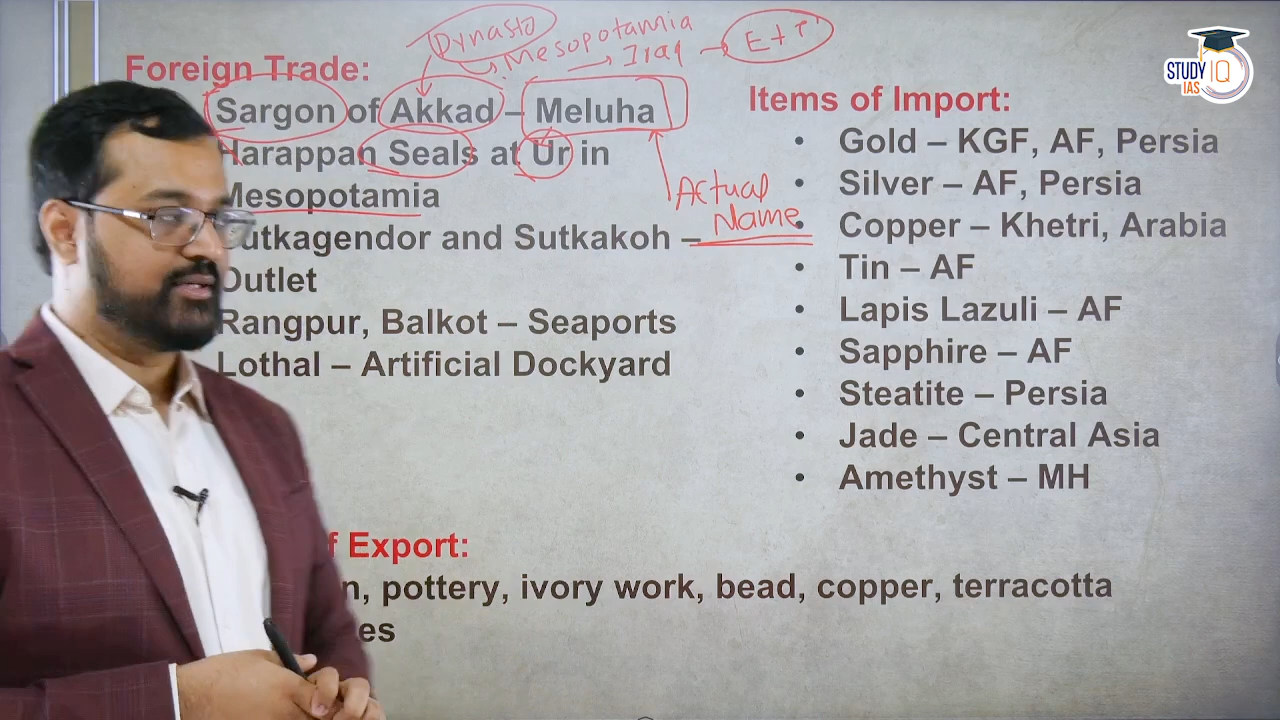 Dynasty
Mesopotamia
Iraq
E + T
Foreign Trade:
Sargon of Akkad – Meluha
Harappan Seals at Ur in
Mesopotamia
Sutkagendor and Sutkakoh –
Outlet
Rangpur, Balkot – Seaports
Lothal – Artificial Dockyard
Actual
Name
f Export:
n, pottery, ivory work, bead, copper, terracotta
es
Items of Import:
• Gold – KGF, AF, Persia
• Silver – AF, Persia
• Copper – Khetri, Arabia
• Tin – AF
• Lapis Lazuli – AF
• Sapphire – AF
• Steatite – Persia
• Jade – Central Asia
• Amethyst – MH
STUDY IQ
IAS